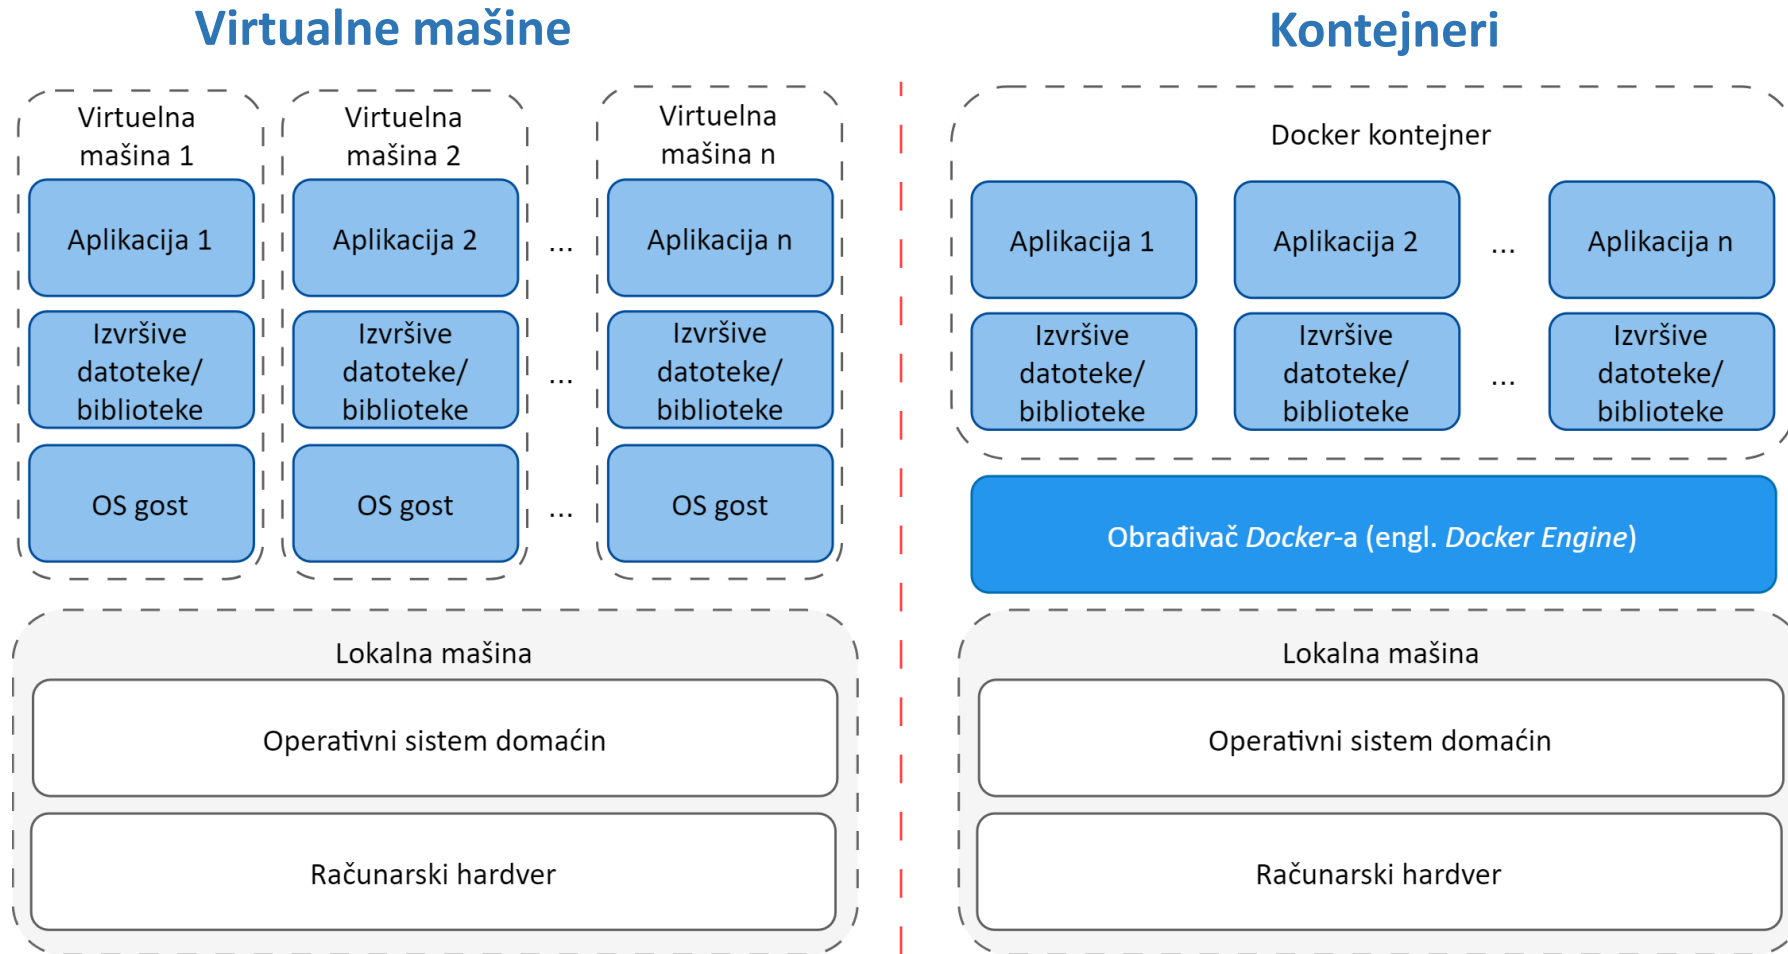 Virtualne mašine
Virtuelna
mašina 1
Virtuelna
mašina 2
Virtuelna
mašina n
Aplikacija 1
Aplikacija 2
...
Aplikacija n
Izvršive
datoteke/
biblioteke
Izvršive
datoteke/
biblioteke
...
Izvršive
datoteke/
biblioteke
OS gost
OS gost
...
OS gost
Lokalna mašina
Operativni sistem domaćin
Računarski hardver
Kontejneri
Docker kontejner
Aplikacija 1
Aplikacija 2
...
Aplikacija n
Izvršive
datoteke/
biblioteke
Izvršive
datoteke/
biblioteke
...
Izvršive
datoteke/
biblioteke
Obrađivač Docker-a (engl. Docker Engine)
Lokalna mašina
Operativni sistem domaćin
Računarski hardver